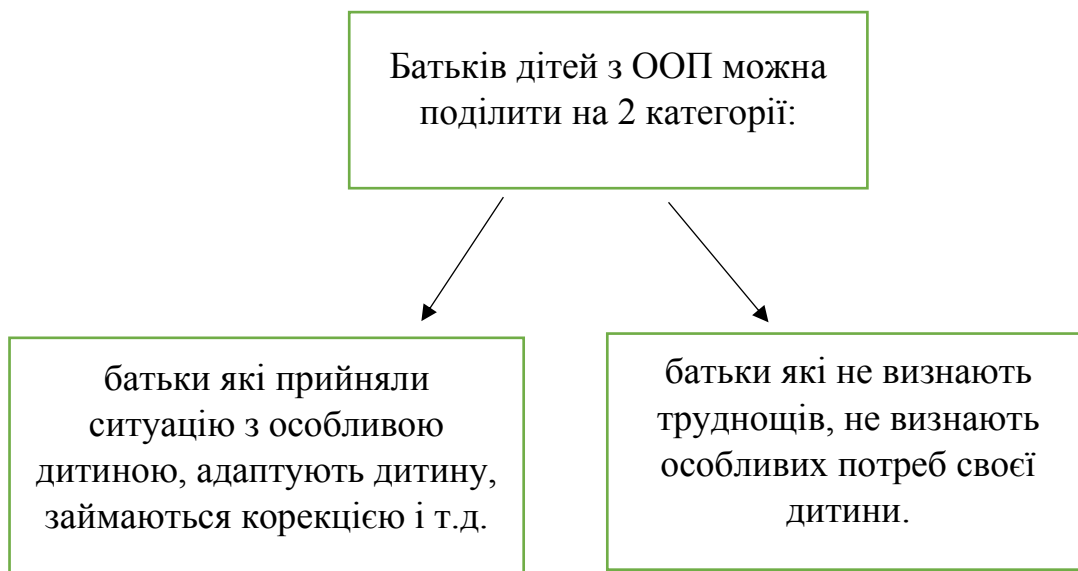 Батьків дітей з ООП можна
поділити на 2 категорії:
батьки які прийняли
ситуацію з особливою
дитиною, адаптують дитину,
займаються корекцією і т.д.
батьки які не визнають
труднощів, не визнають
особливих потреб своєї
дитини.